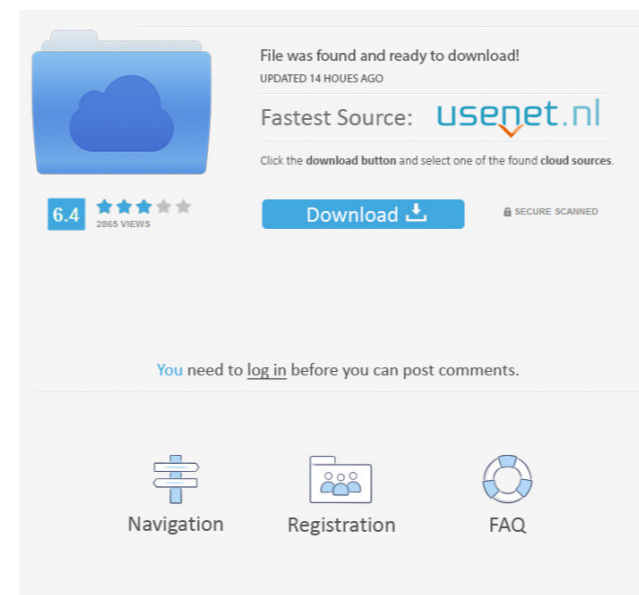 File was found and ready to download!
UPDATED 14 HOUES AGO
Fastest Source: usenet.nl
Click the download button and select one of the found cloud sources.
6.4
2865 VIEWS
Download
SECURE SCANNED
You need to log in before you can post comments.
Navigation
Registration
FAQ